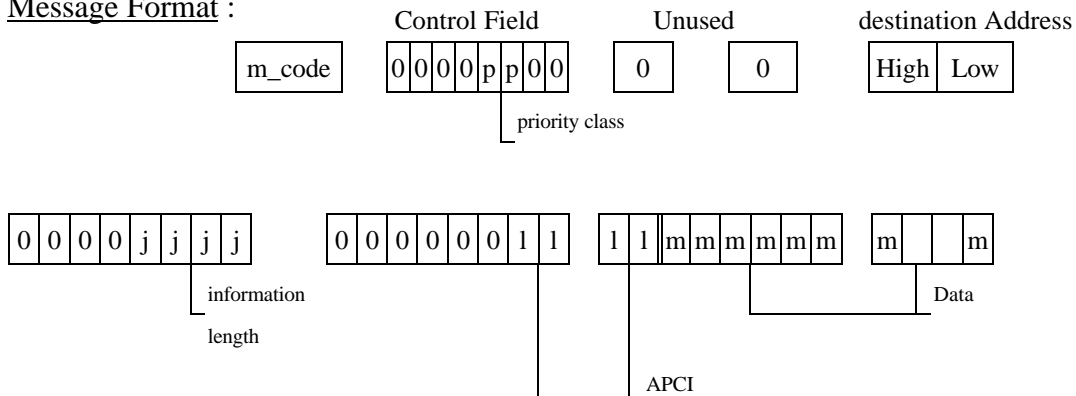 Message Format :
Control Field Unused destination Address
m_code 0 0 0 0 p p 0 0 0 0 High Low
priority class
0 0 0 0 j j j j 0 0 0 0 0 0 l l l l m m m m m m m m
information
length
Data
APCI